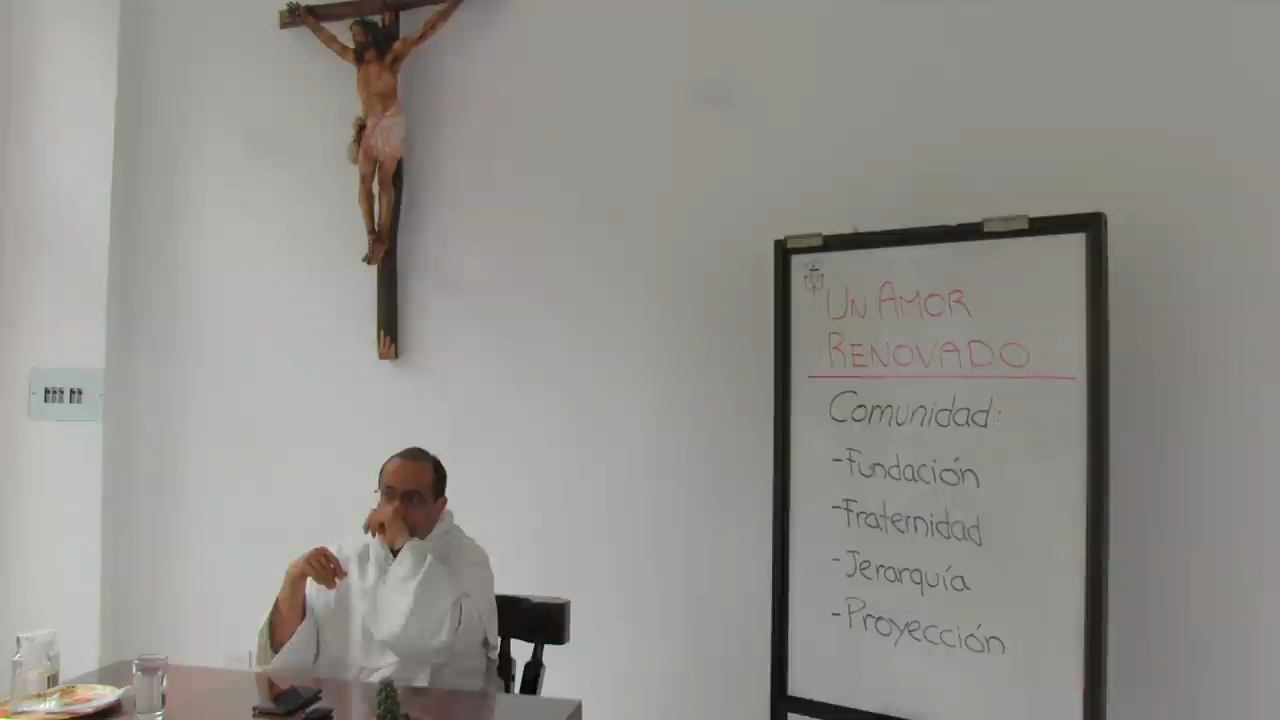 UN AMOR
RENOVADO
Comunidad:
-Fundación
-Fraternidad
-Jerarquía
-Proyección